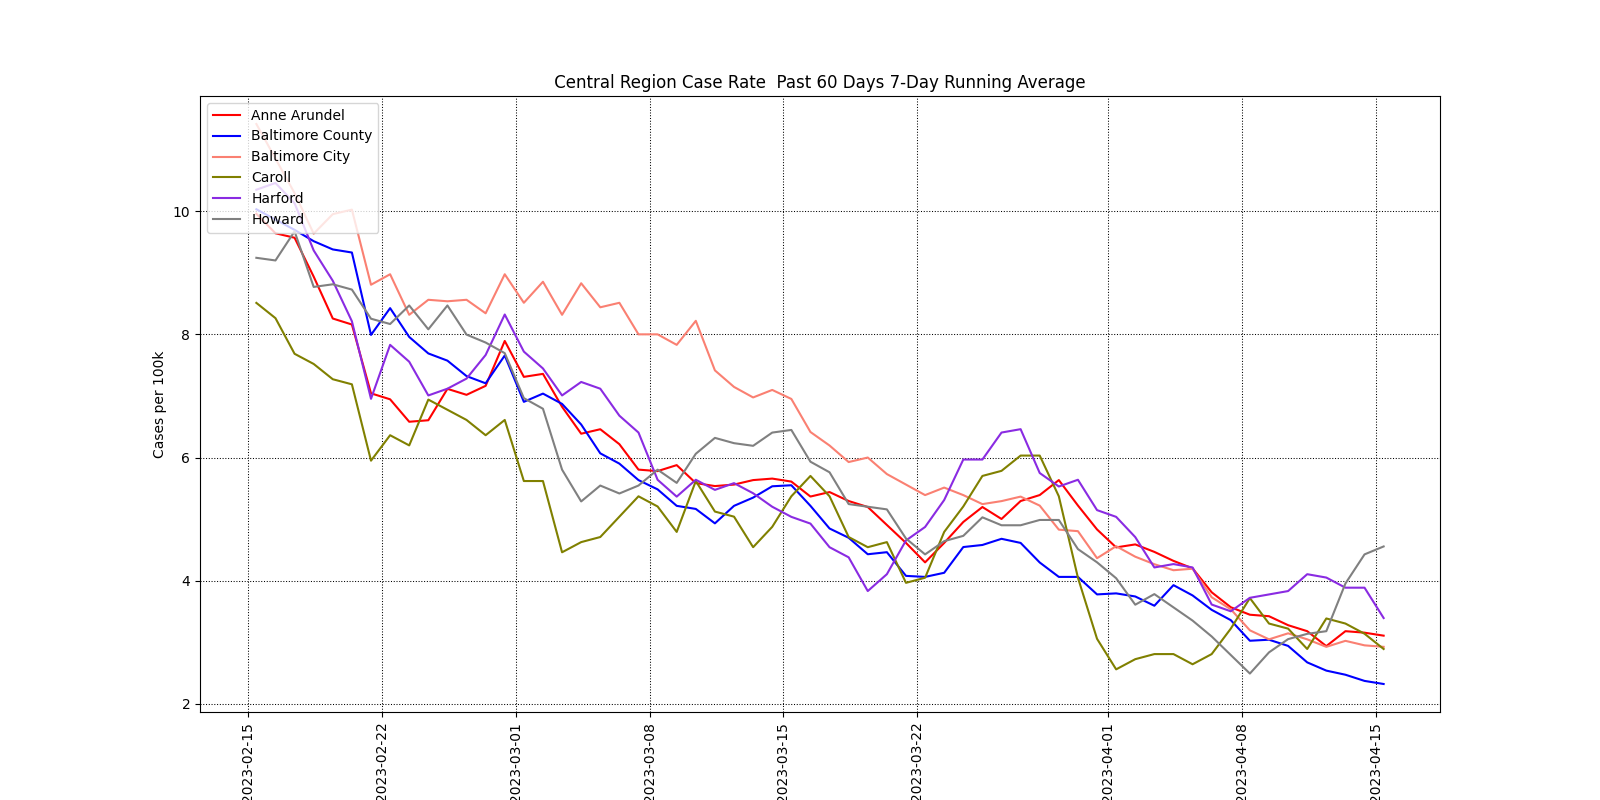 Central Region Case Rate  Past 60 Days 7-Day Running Average
Anne Arundel
Baltimore County
Baltimore City
Caroll
Harford
Howard
Cases per 100k
10
8
6
4
2
2023-02-15
2023-02-22
2023-03-01
2023-03-08
2023-03-15
2023-03-22
2023-04-01
2023-04-08
2023-04-15